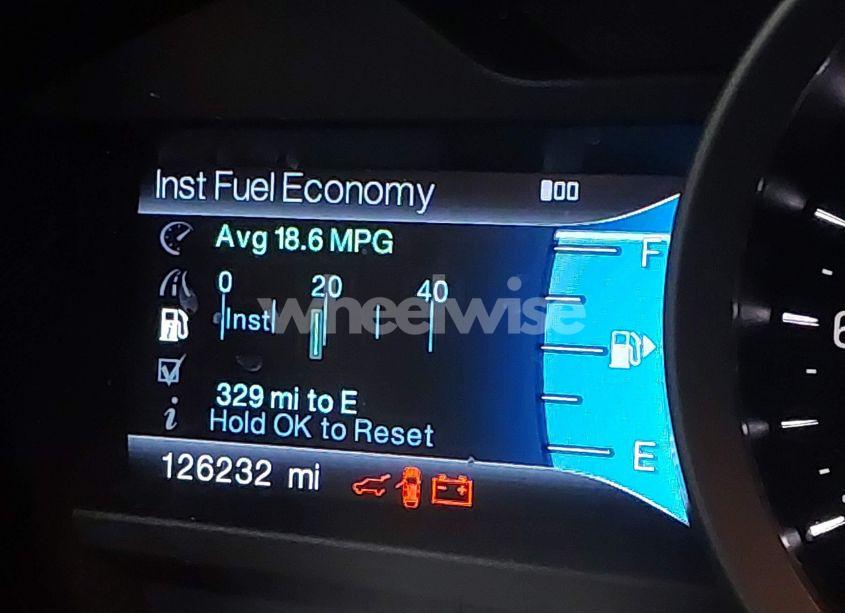 Inst Fuel Economy
Avg 18.6 MPG
F
0 20 40
Inst
wheelwise
6
329 mi to E
Hold OK to Reset
E
126232 mi